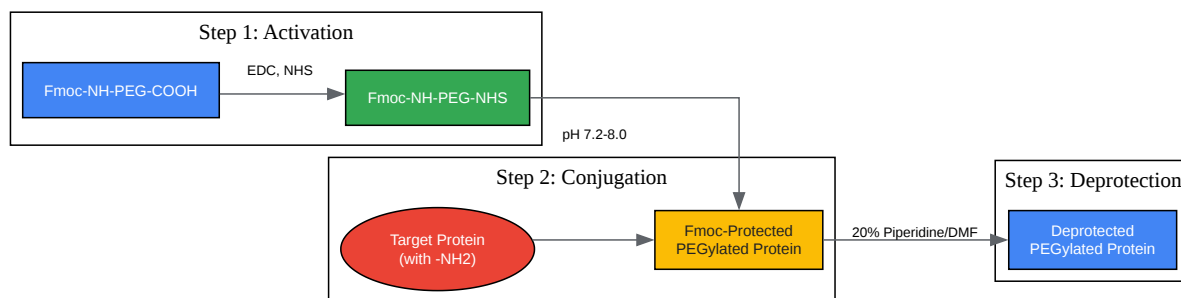 Step 1: Activation
Fmoc-NH-PEG-COOH
EDC, NHS
Fmoc-NH-PEG-NHS
pH 7.2-8.0
Step 2: Conjugation
Target Protein
(with -NH2)
Fmoc-Protected
PEGylated Protein
20% Piperidine/DMF
Step 3: Deprotection
Deprotected
PEGylated Protein